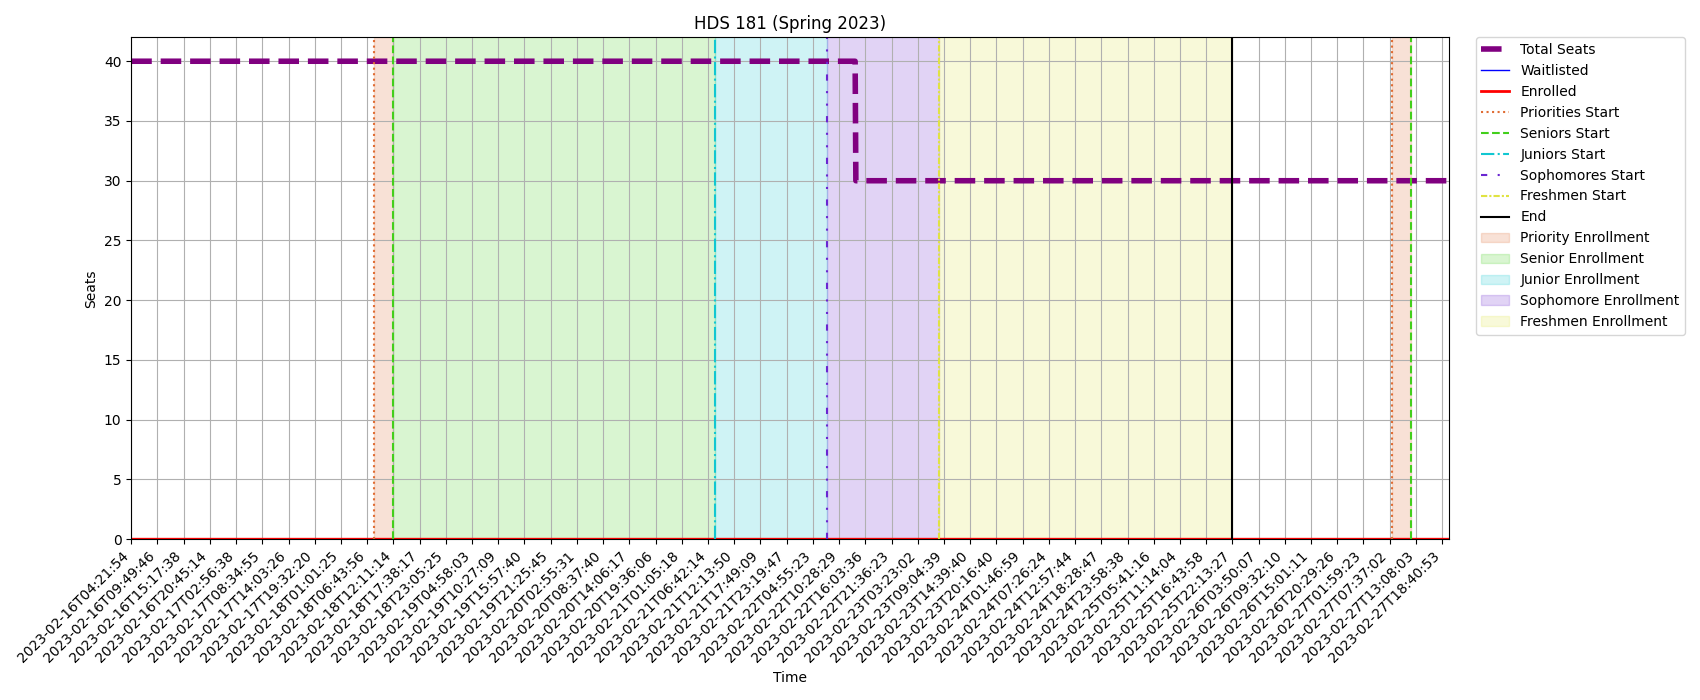 HDS 181 (Spring 2023)
Seats
40
35
30
25
20
15
10
5
0
2023-02-16T04:21:54
2023-02-16T09:49:46
2023-02-16T15:17:38
2023-02-16T20:45:14
2023-02-17T02:56:38
2023-02-17T08:34:55
2023-02-17T14:03:26
2023-02-17T19:32:20
2023-02-18T01:01:25
2023-02-18T06:43:56
2023-02-18T12:11:14
2023-02-18T17:38:17
2023-02-18T23:05:25
2023-02-19T04:58:03
2023-02-19T10:27:09
2023-02-19T15:57:40
2023-02-19T21:25:45
2023-02-20T02:55:31
2023-02-20T08:37:40
2023-02-20T14:06:17
2023-02-20T19:36:06
2023-02-21T01:05:18
2023-02-21T06:42:14
2023-02-21T12:13:50
2023-02-21T17:49:09
2023-02-21T23:19:47
2023-02-22T04:55:23
2023-02-22T10:28:29
2023-02-22T16:03:36
2023-02-22T21:36:23
2023-02-23T03:23:02
2023-02-23T09:04:39
2023-02-23T14:39:40
2023-02-23T20:16:40
2023-02-24T01:46:59
2023-02-24T07:26:24
2023-02-24T12:57:44
2023-02-24T18:28:47
2023-02-24T23:58:38
2023-02-25T05:41:16
2023-02-25T11:14:04
2023-02-25T16:43:58
2023-02-25T22:13:27
2023-02-26T03:50:07
2023-02-26T09:32:10
2023-02-26T15:01:11
2023-02-26T20:29:26
2023-02-27T01:59:23
2023-02-27T07:37:02
2023-02-27T13:08:03
2023-02-27T18:40:53
Time
Total Seats
Waitlisted
Enrolled
Priorities Start
Seniors Start
Juniors Start
Sophomores Start
Freshmen Start
End
Priority Enrollment
Senior Enrollment
Junior Enrollment
Sophomore Enrollment
Freshmen Enrollment